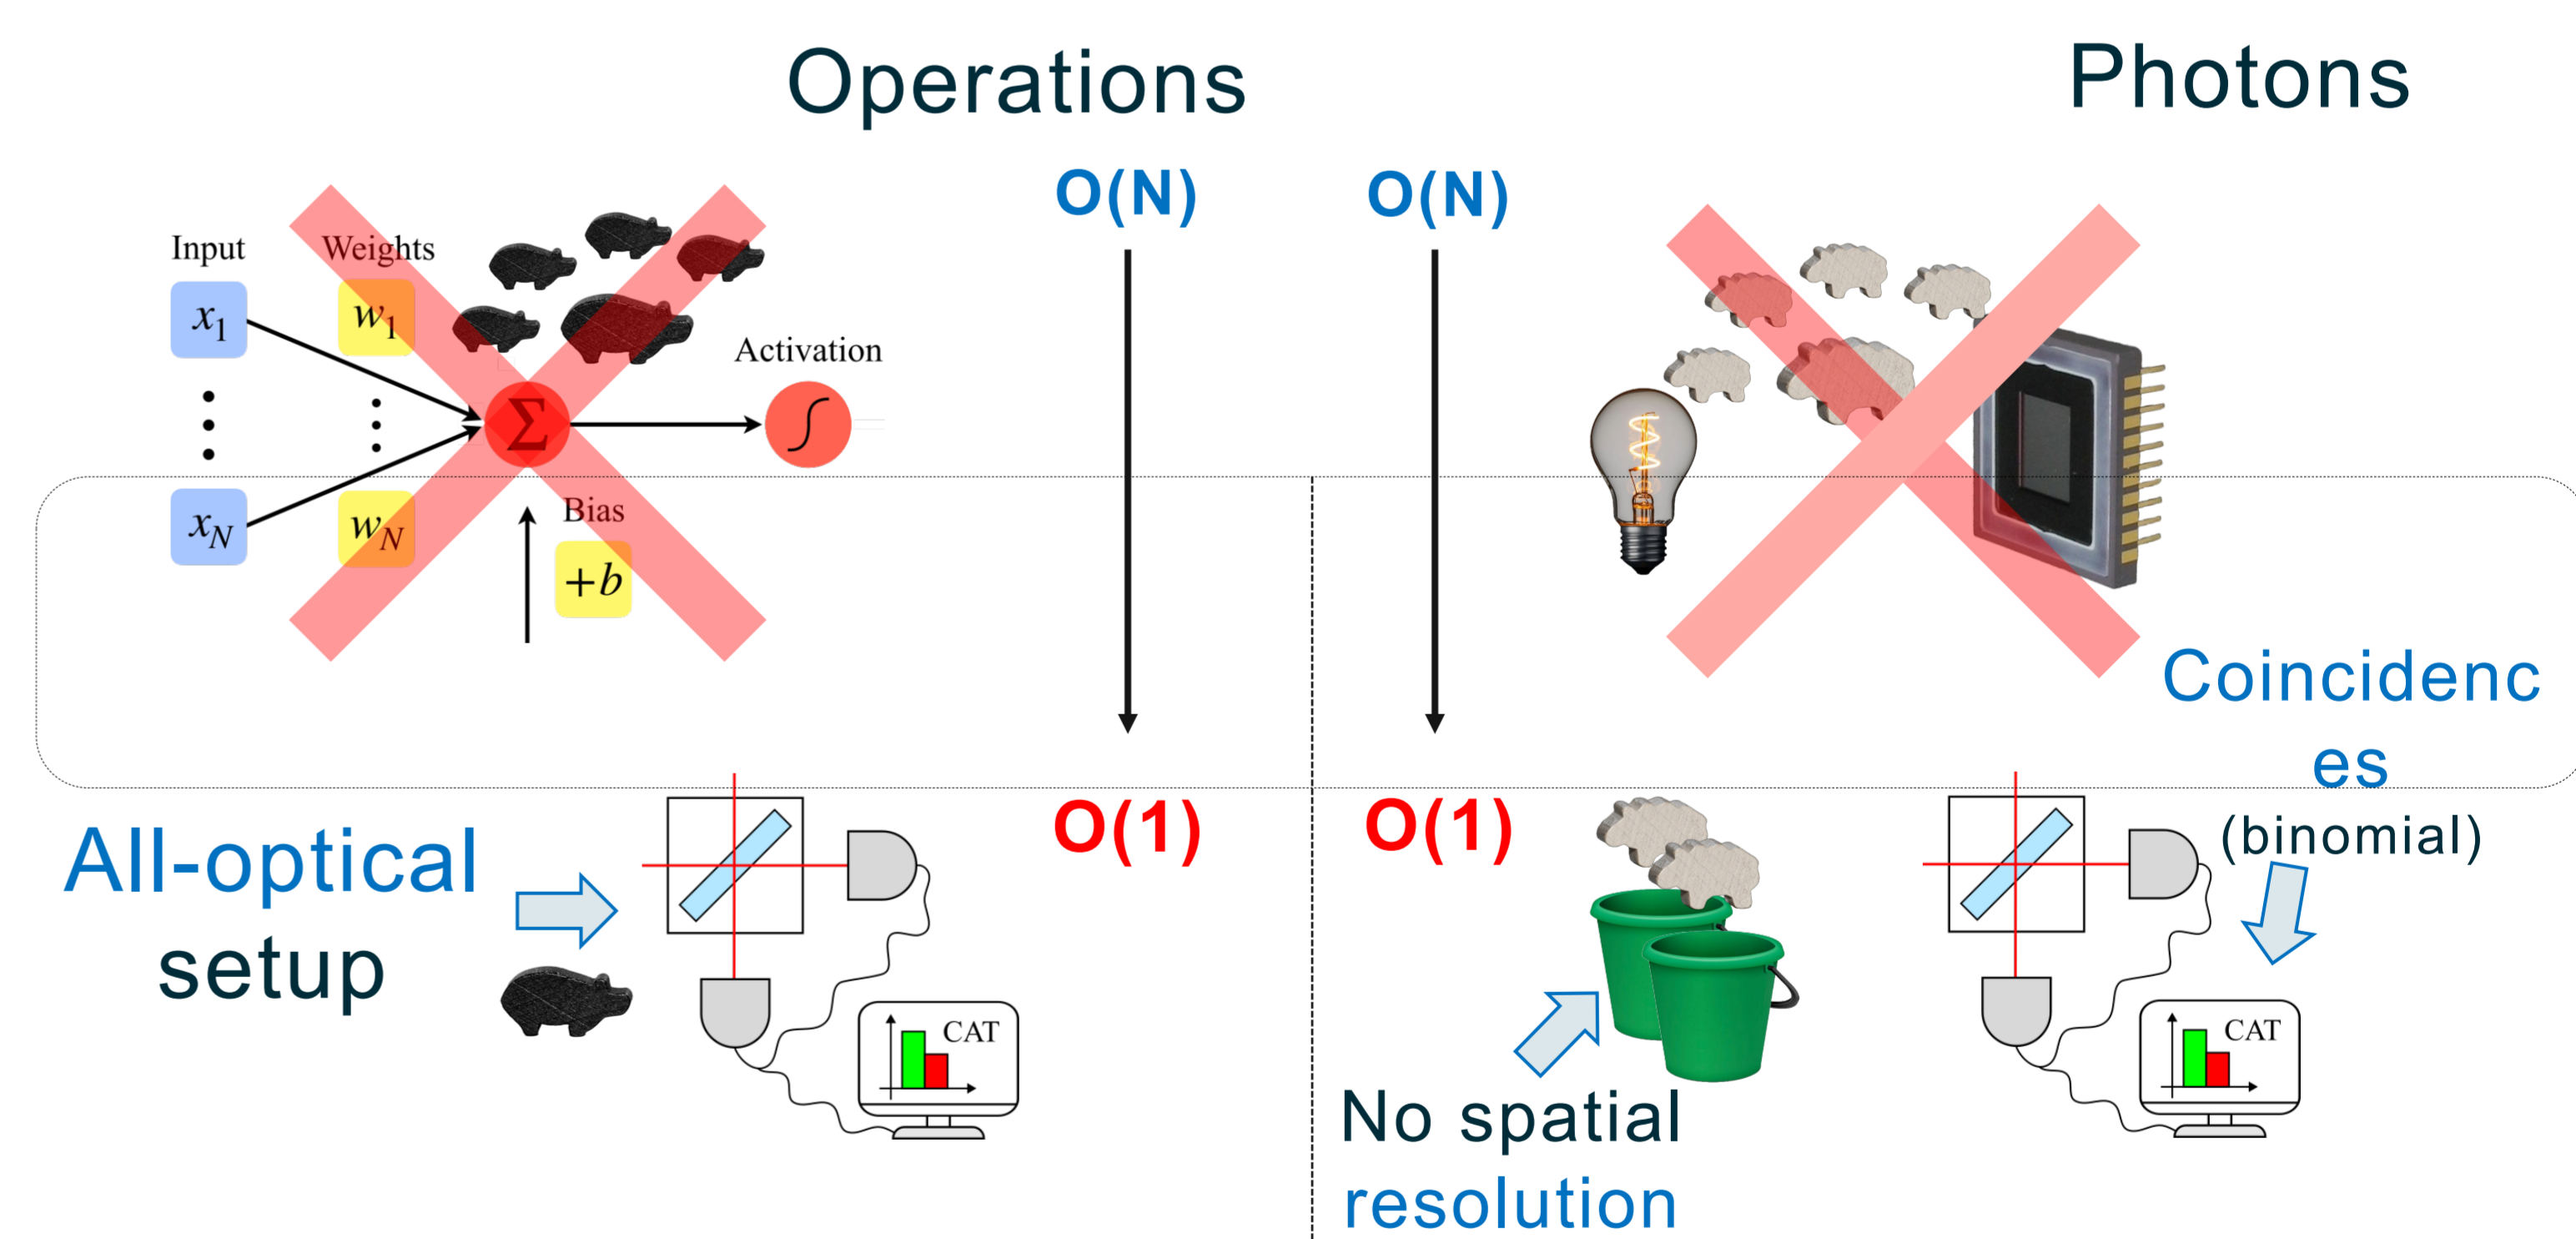 Operations
Photons
O(N)
O(N)
Input
Weights
x1
w1
Activation
Σ
∫
xN
wN
Bias
+b
Coincidenc
es
(binomial)
O(1)
O(1)
All-optical
setup
CAT
CAT
No spatial
resolution